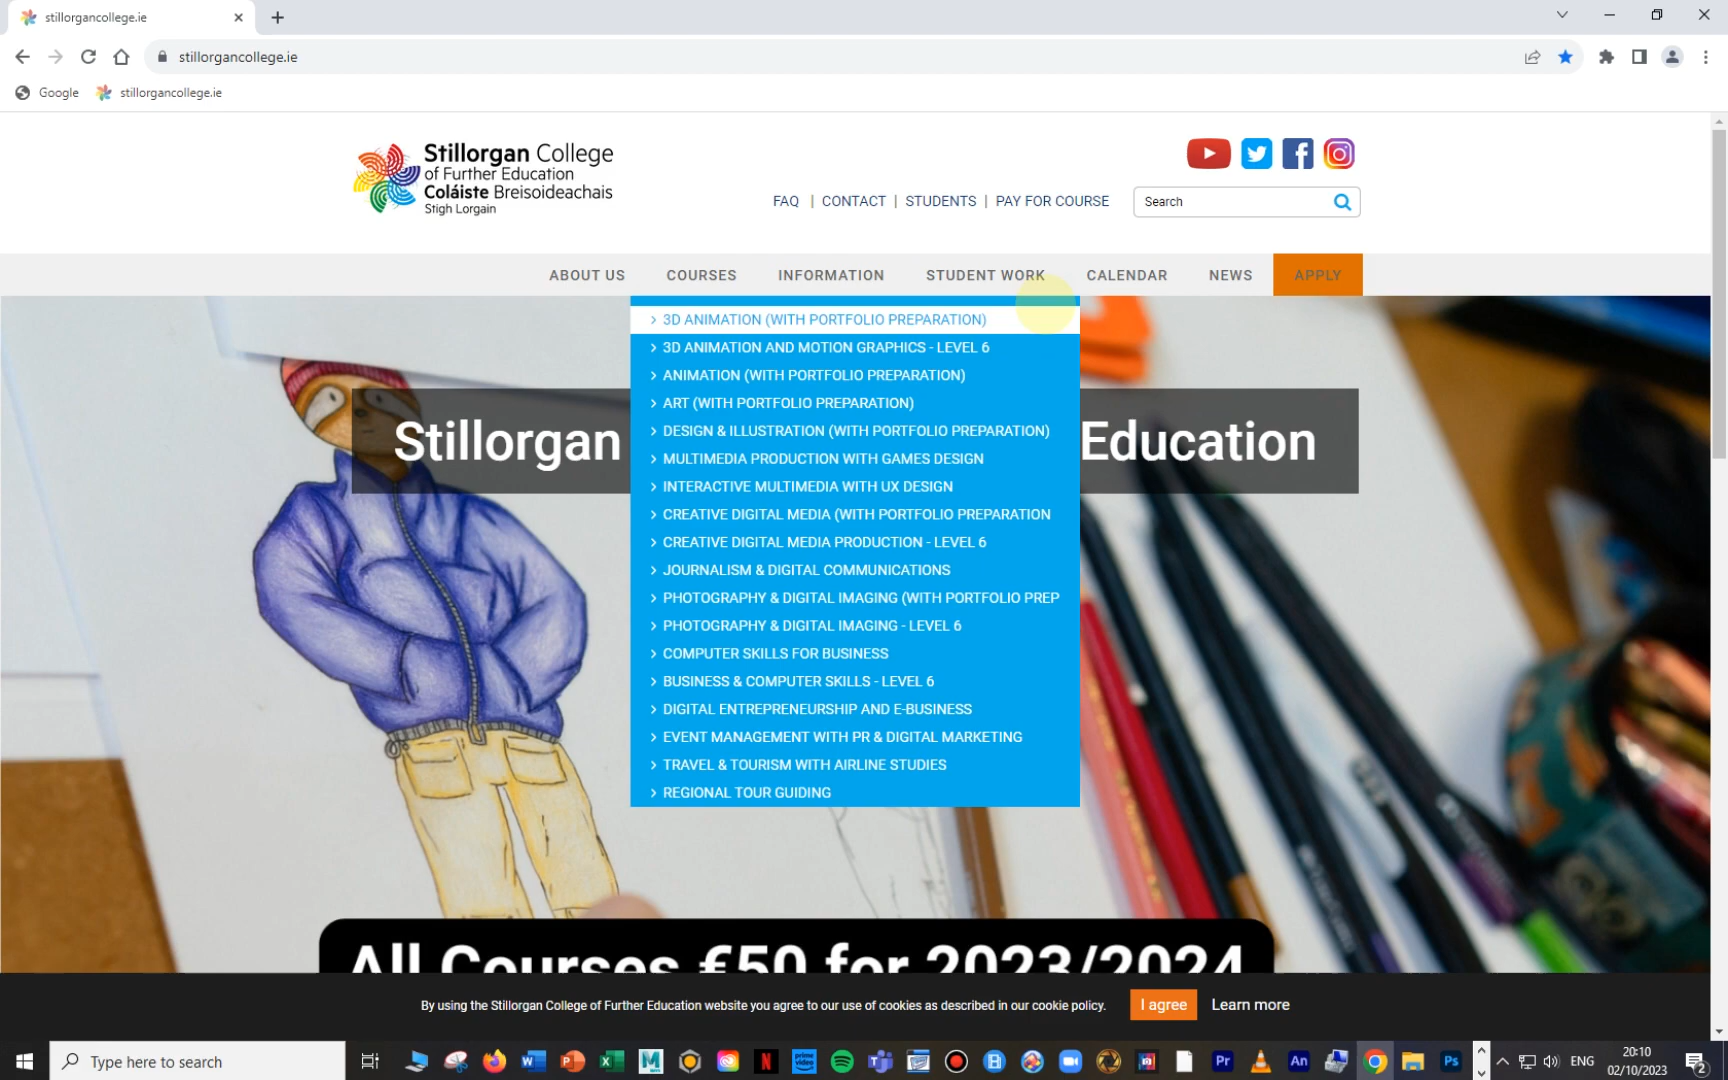 stillorgancollege.ie
stillorgancollege.ie
Google stillorgancollege.ie
Stillorgan College
of Further Education
Coláiste Breisoideachais
Stigh Lorgain
FAQ | CONTACT | STUDENTS | PAY FOR COURSE Search
ABOUT US COURSES INFORMATION STUDENT WORK CALENDAR NEWS APPLY
> 3D ANIMATION (WITH PORTFOLIO PREPARATION)
> 3D ANIMATION AND MOTION GRAPHICS - LEVEL 6
> ANIMATION (WITH PORTFOLIO PREPARATION)
> ART (WITH PORTFOLIO PREPARATION)
> DESIGN & ILLUSTRATION (WITH PORTFOLIO PREPARATION)
Stillorgan Education
> MULTIMEDIA PRODUCTION WITH GAMES DESIGN
> INTERACTIVE MULTIMEDIA WITH UX DESIGN
> CREATIVE DIGITAL MEDIA (WITH PORTFOLIO PREPARATION
> CREATIVE DIGITAL MEDIA PRODUCTION - LEVEL 6
> JOURNALISM & DIGITAL COMMUNICATIONS
> PHOTOGRAPHY & DIGITAL IMAGING (WITH PORTFOLIO PREP
> PHOTOGRAPHY & DIGITAL IMAGING - LEVEL 6
> COMPUTER SKILLS FOR BUSINESS
> BUSINESS & COMPUTER SKILLS - LEVEL 6
> DIGITAL ENTREPRENEURSHIP AND E-BUSINESS
> EVENT MANAGEMENT WITH PR & DIGITAL MARKETING
> TRAVEL & TOURISM WITH AIRLINE STUDIES
> REGIONAL TOUR GUIDING
All Courses €50 for 2023/2024
By using the Stillorgan College of Further Education website you agree to our use of cookies as described in our cookie policy. I agree Learn more
Type here to search
ENG
20:10
02/10/2023
2